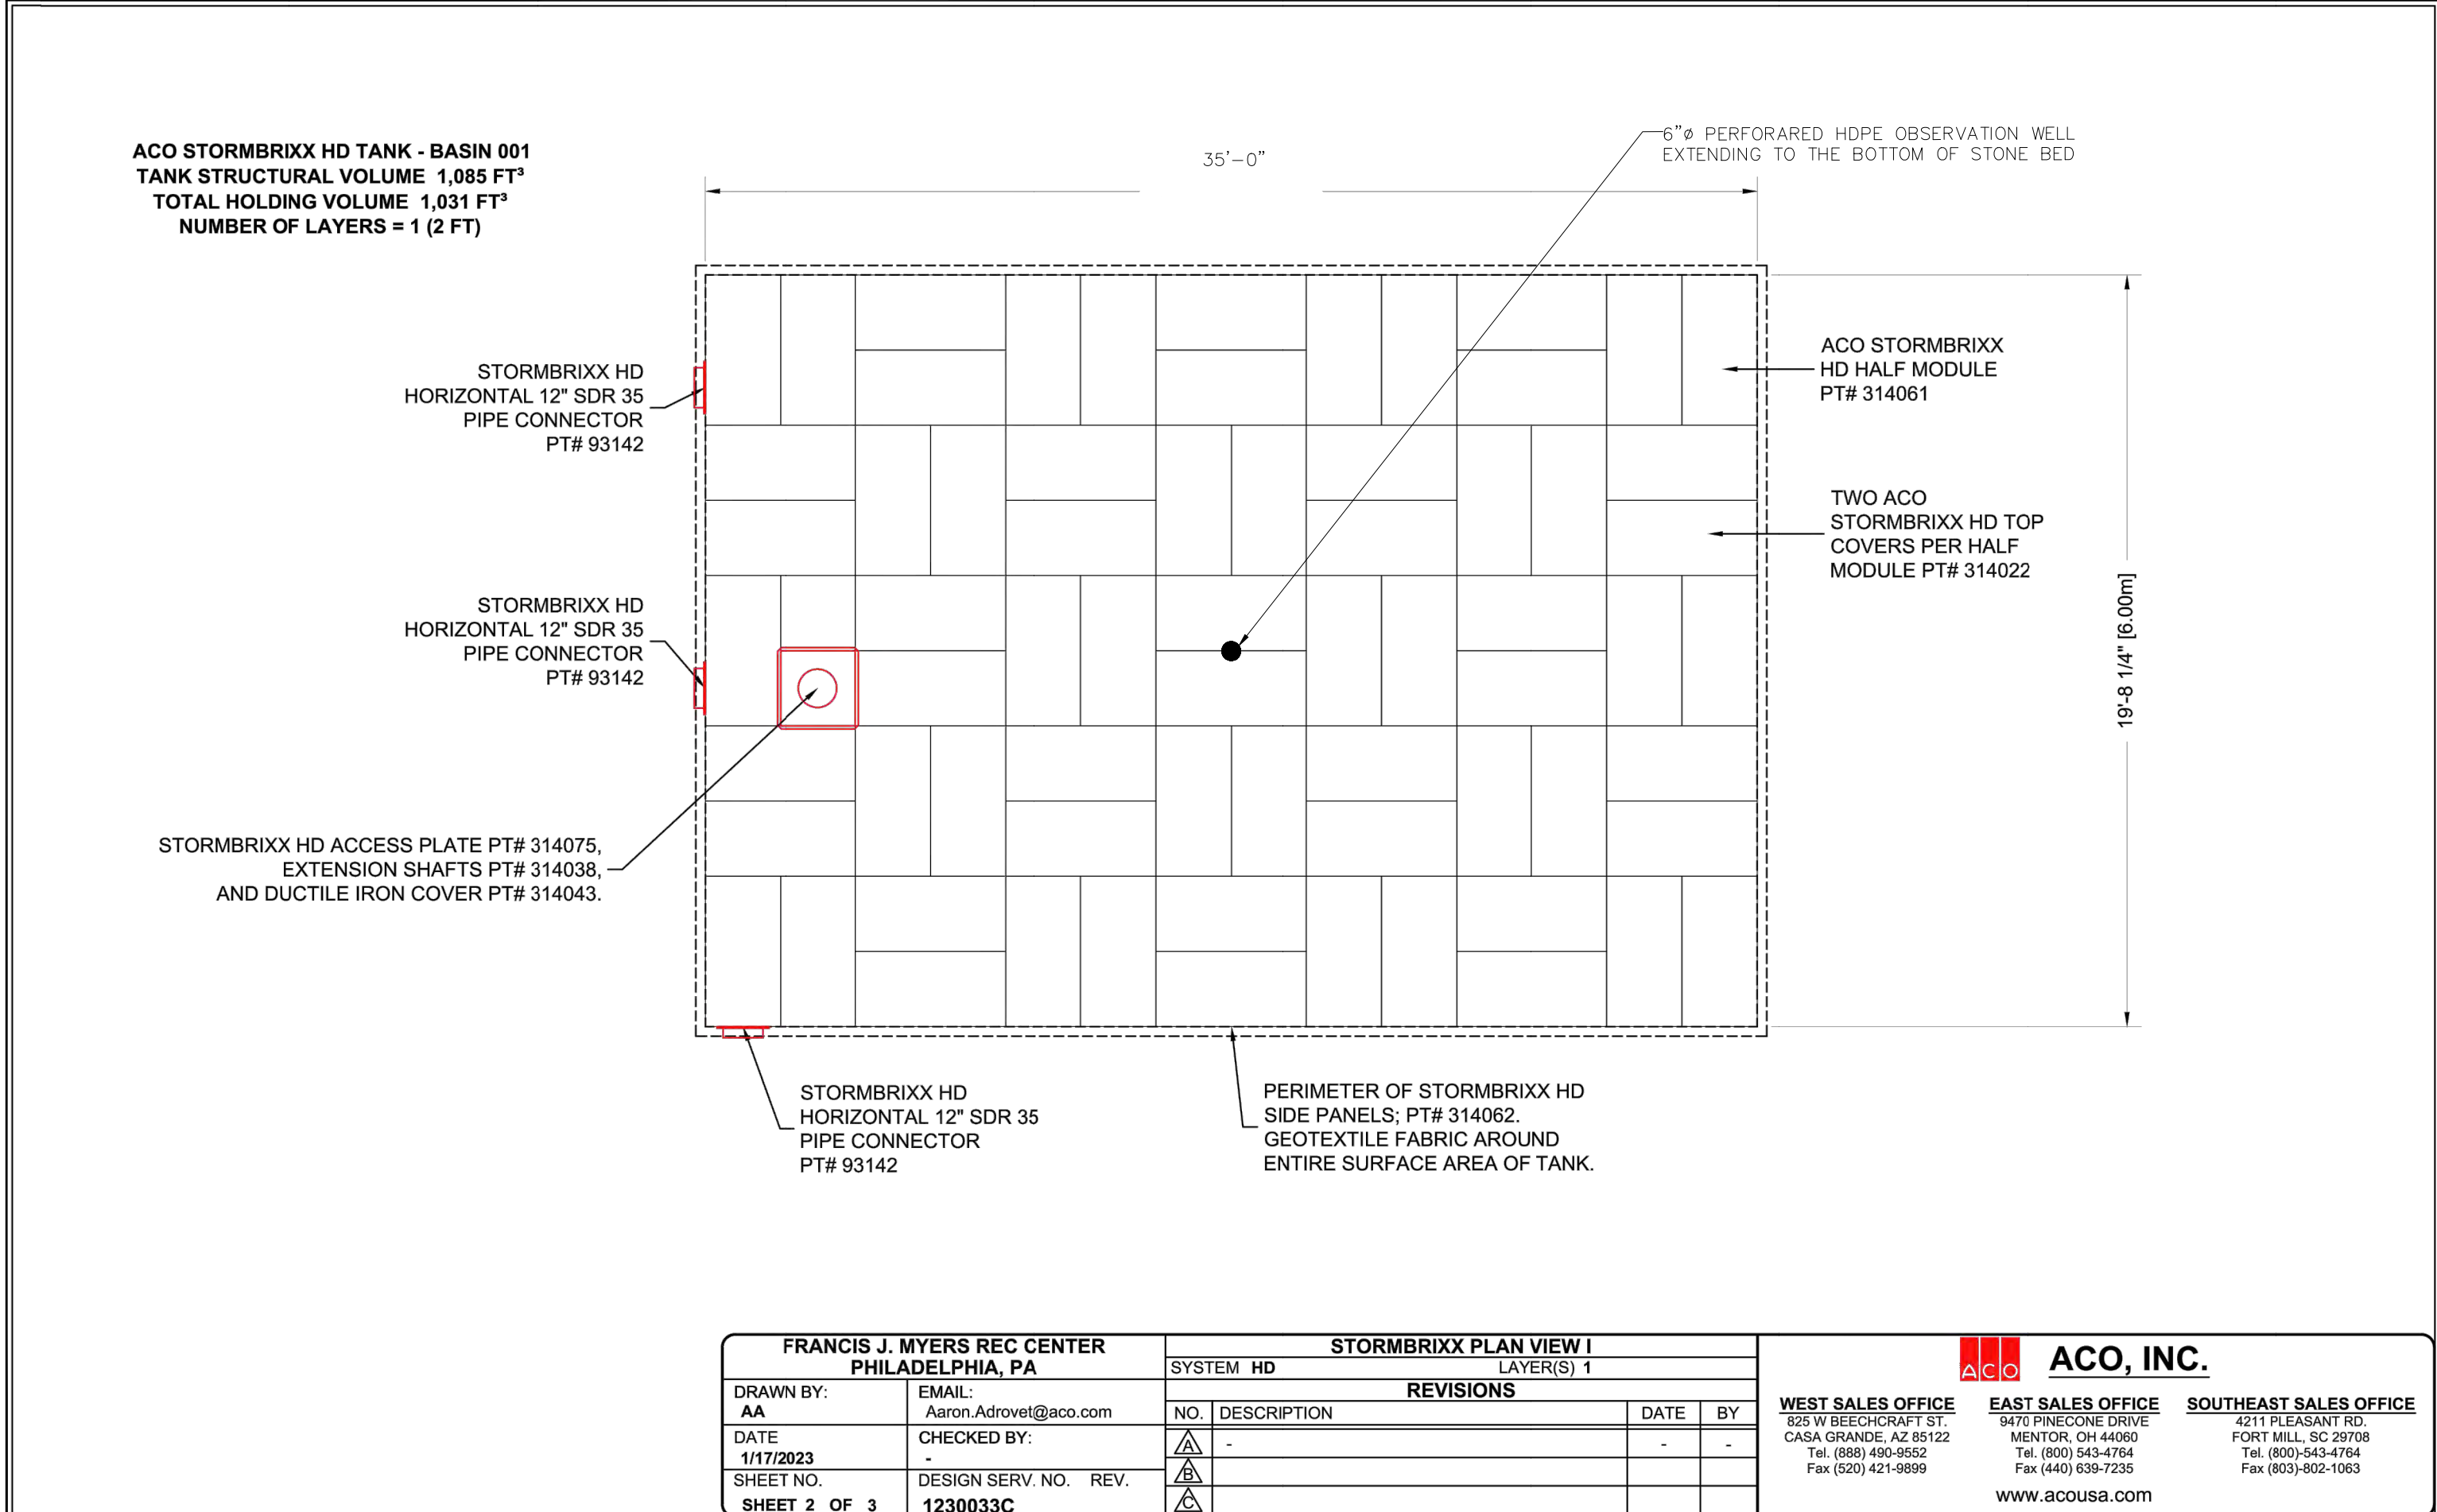 ACO STORMBRIXX HD TANK - BASIN 001
TANK STRUCTURAL VOLUME 1,085 FT³
TOTAL HOLDING VOLUME 1,031 FT³
NUMBER OF LAYERS = 1 (2 FT)
35'-0"
6"ø PERFORARED HDPE OBSERVATION WELL
EXTENDING TO THE BOTTOM OF STONE BED
STORMBRIXX HD
HORIZONTAL 12" SDR 35
PIPE CONNECTOR
PT# 93142
ACO STORMBRIXX
HD HALF MODULE
PT# 314061
TWO ACO
STORMBRIXX HD TOP
COVERS PER HALF
MODULE PT# 314022
STORMBRIXX HD
HORIZONTAL 12" SDR 35
PIPE CONNECTOR
PT# 93142
19'-8 1/4" [6.00m]
STORMBRIXX HD ACCESS PLATE PT# 314075,
EXTENSION SHAFTS PT# 314038,
AND DUCTILE IRON COVER PT# 314043.
STORMBRIXX HD
HORIZONTAL 12" SDR 35
PIPE CONNECTOR
PT# 93142
PERIMETER OF STORMBRIXX HD
SIDE PANELS; PT# 314062.
GEOTEXTILE FABRIC AROUND
ENTIRE SURFACE AREA OF TANK.
FRANCIS J. MYERS REC CENTER
PHILADELPHIA, PA
DRAWN BY:
AA
EMAIL:
Aaron.Adrovet@aco.com
DATE
1/17/2023
CHECKED BY:
-
SHEET NO.
SHEET 2 OF 3
DESIGN SERV. NO. REV.
1230033C
STORMBRIXX PLAN VIEW I
SYSTEM HD LAYER(S) 1
REVISIONS
NO. DESCRIPTION DATE BY
A - - -
B
C
ACO
ACO, INC.
WEST SALES OFFICE
825 W BEECHCRAFT ST.
CASA GRANDE, AZ 85122
Tel. (888) 490-9552
Fax (520) 421-9899
EAST SALES OFFICE
9470 PINECONE DRIVE
MENTOR, OH 44060
Tel. (800) 543-4764
Fax (440) 639-7235
SOUTHEAST SALES OFFICE
4211 PLEASANT RD.
FORT MILL, SC 29708
Tel. (800)-543-4764
Fax (803)-802-1063
www.acousa.com